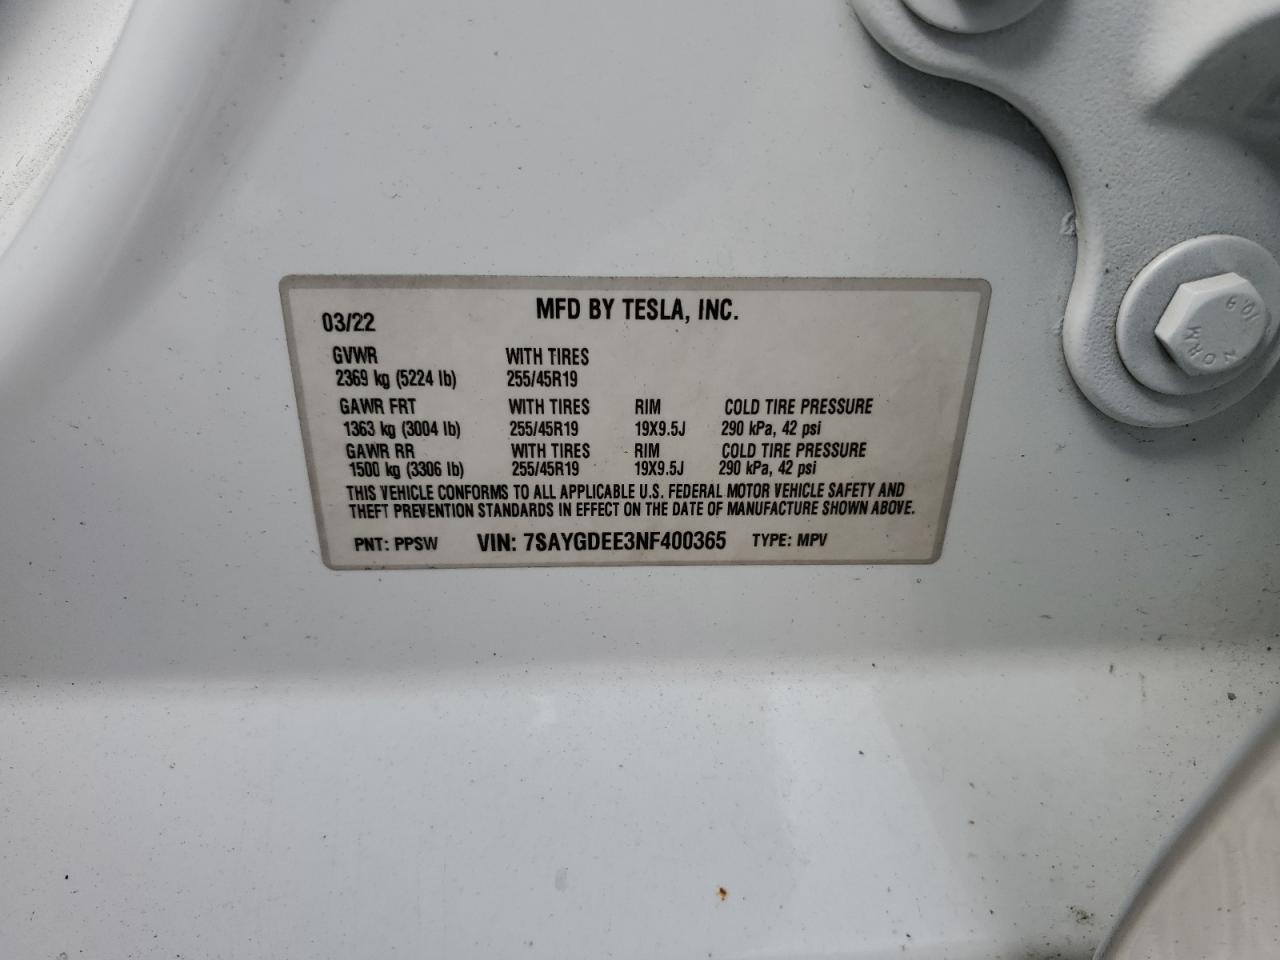 03/22 MFD BY TESLA, INC.
GVWR WITH TIRES
2369 kg (5224 lb) 255/45R19
GAWR FRT WITH TIRES RIM COLD TIRE PRESSURE
1363 kg (3004 lb) 255/45R19 19X9.5J 290 kPa, 42 psi
GAWR RR WITH TIRES RIM COLD TIRE PRESSURE
1500 kg (3306 lb) 255/45R19 19X9.5J 290 kPa, 42 psi
THIS VEHICLE CONFORMS TO ALL APPLICABLE U.S. FEDERAL MOTOR VEHICLE SAFETY AND
THEFT PREVENTION STANDARDS IN EFFECT ON THE DATE OF MANUFACTURE SHOWN ABOVE.
PNT: PPSW VIN: 7SAYGDEE3NF400365 TYPE: MPV
10.9